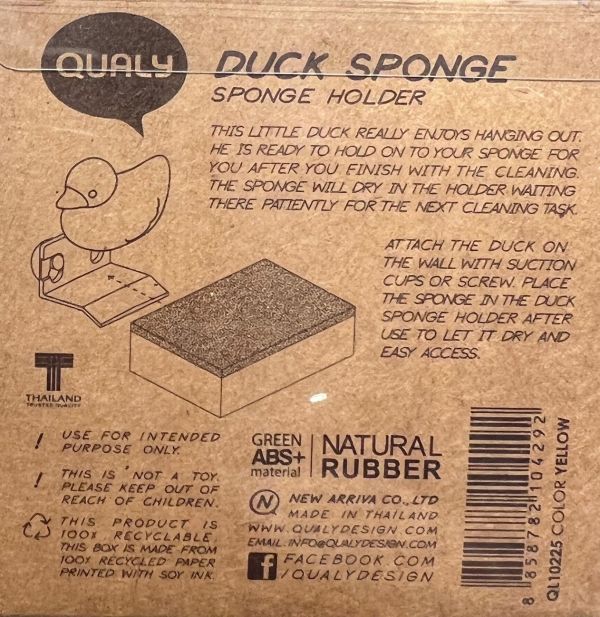 QUALY
DUCK SPONGE
SPONGE HOLDER
THIS LITTLE DUCK REALLY ENJOYS HANGING OUT.
HE IS READY TO HOLD ON TO YOUR SPONGE FOR
YOU AFTER YOU FINISH WITH THE CLEANING.
THE SPONGE WILL DRY IN THE HOLDER WAITING
THERE PATIENTLY FOR THE NEXT CLEANING TASK.
ATTACH THE DUCK ON
THE WALL WITH SUCTION
CUPS OR SCREW. PLACE
THE SPONGE IN THE DUCK
SPONGE HOLDER AFTER
USE TO LET IT DRY AND
EASY ACCESS.
THAILAND
TRUSTED QUALITY
! USE FOR INTENDED
PURPOSE ONLY.
! THIS IS NOT A TOY.
PLEASE KEEP OUT OF
REACH OF CHILDREN.
THIS PRODUCT IS
100% RECYCLABLE
THIS BOX IS MADE FROM
100% RECYCLED PAPER
PRINTED WITH SOY INK.
GREEN
ABS+
material
NATURAL
RUBBER
N NEW ARRIVA CO., LTD
MADE IN THAILAND
WWW.QUALYDESIGN.COM
EMAIL.INFO@QUALYDESIGN.COM
f FACEBOOK.COM
/QUALYDESIGN
8 858782 104292
QL10225 COLOR YELLOW